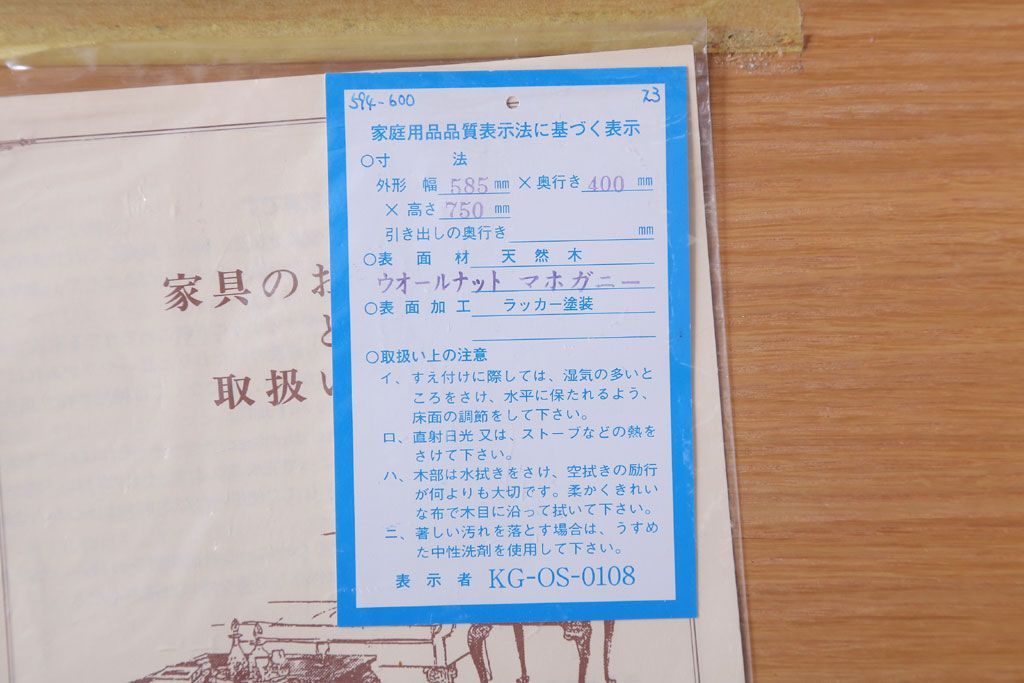 594-600
23
家庭用品品質表示法に基づく表示
○寸 法
外形 幅 585 mm × 奥行き 400 mm
× 高さ 750 mm
引き出しの奥行き mm
○表面材 天然木
ウオールナット マホガニー
○表面加工 ラッカー塗装
○取扱い上の注意
イ、すえ付けに際しては、湿気の多いと
ころをさけ、水平に保たれるよう、
床面の調節をして下さい。
ロ、直射日光又は、ストーブなどの熱を
さけて下さい。
ハ、木部は水拭きをさけ、空拭きの励行
が何よりも大切です。柔かくきれい
な布で木目に沿って拭いて下さい。
ニ、著しい汚れを落とす場合は、うすめ
た中性洗剤を使用して下さい。
表示者 KG-OS-0108
家具のお
と
取扱い